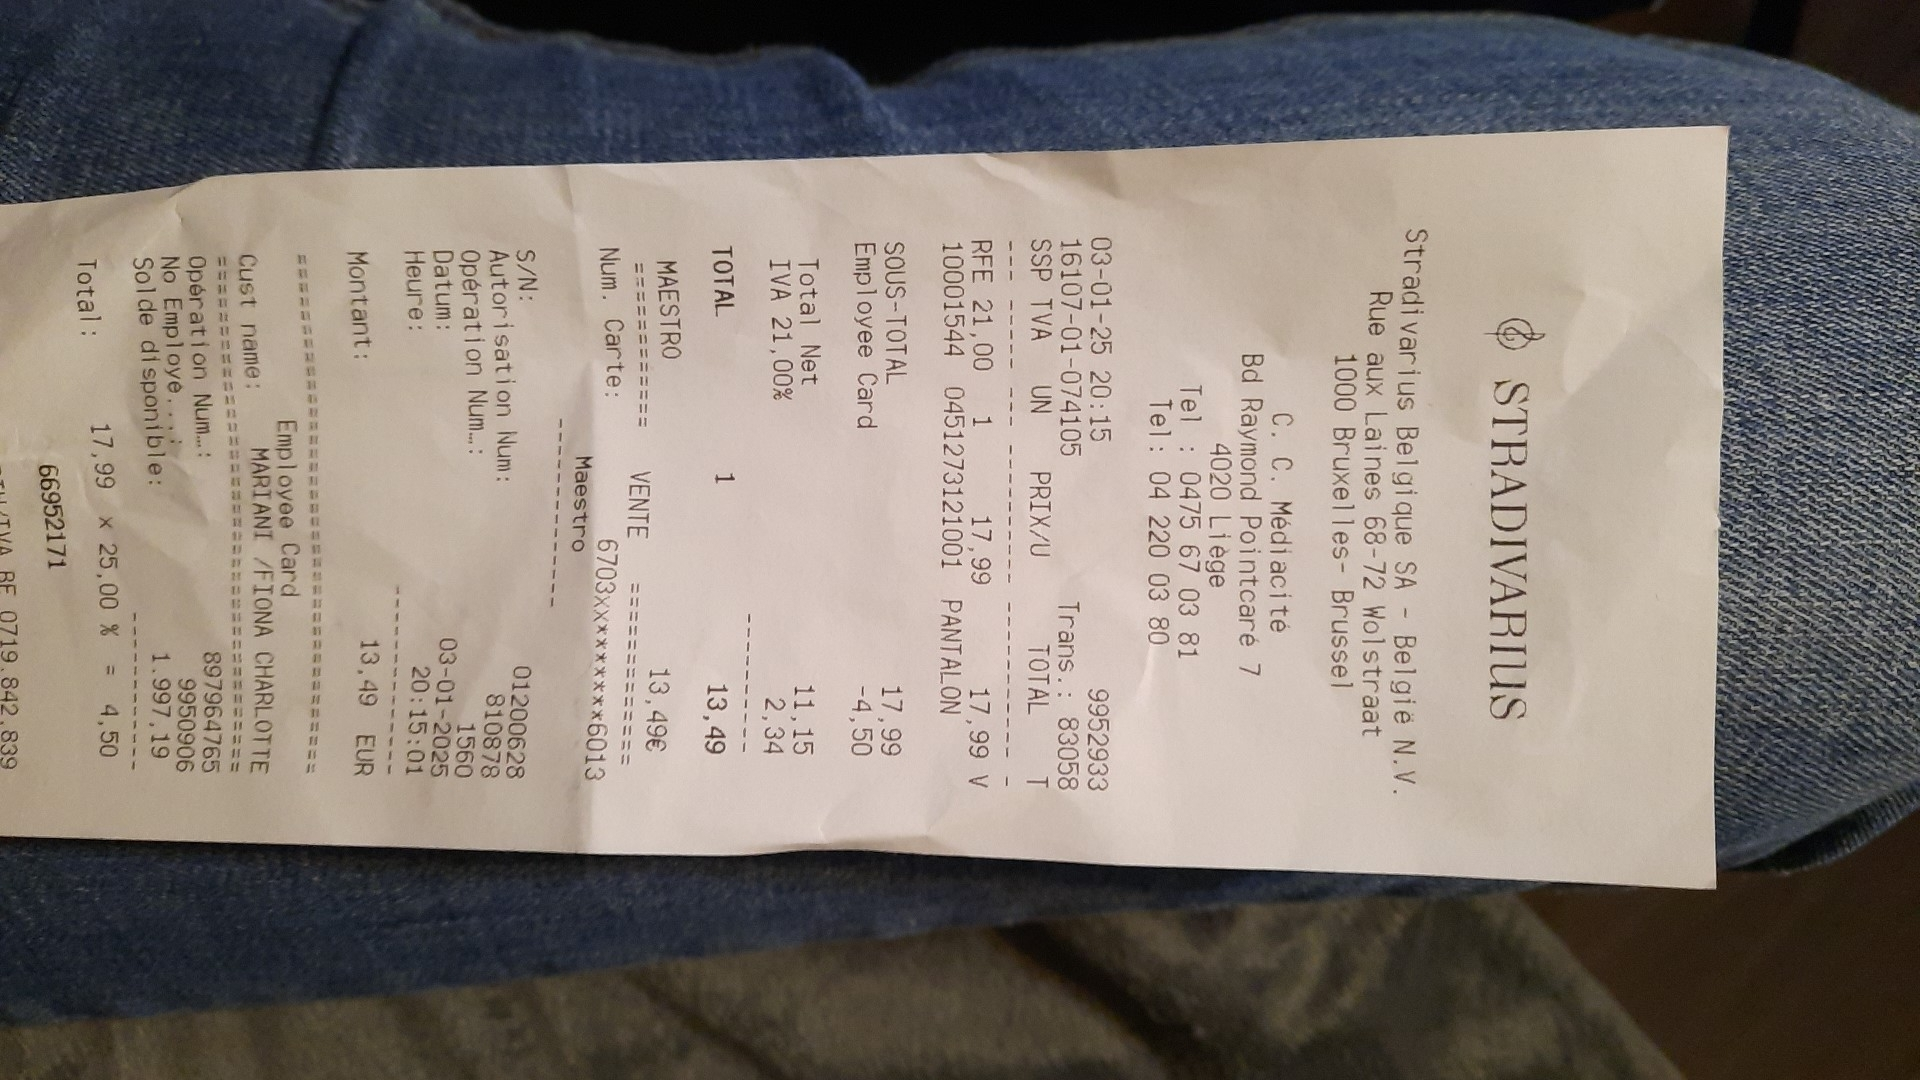 STRADIVARIUS
Stradivarius Belgique SA - België N.V.
Rue aux Laines 68-72 Wolstraat
1000 Bruxelles- Brussel
C. C. Médiacité
Bd Raymond Pointcaré 7
4020 Liège
Tel : 0475 67 03 81
Tel: 04 220 03 80
03-01-25 20:15 9952933
16107-01-074105 Trans.: 83058
SSP TVA UN PRIX/U TOTAL T
--- ----- --- ---------- ---------- -
RFE 21,00 1 17,99 17,99 V
10001544 0451273121001 PANTALON
SOUS-TOTAL 17,99
Employee Card -4,50
Total Net 11,15
IVA 21,00% 2,34
----------
TOTAL 1 13,49
MAESTRO 13,49€
=========== VENTE ============
Num. Carte: 6703xx*******6013
Maestro
--------------
S/N: 01200628
Autorisation Num: 810878
Opération Num…: 1560
Datum: 03-01-2025
Heure: 20:15:01
--------------
Montant: 13,49 EUR
================================
Employee Card
Cust name: MARIANI /FIONA CHARLOTTE
================================
Opération Num…: 897964765
No Employé...: 9950906
Solde disponible: 1.997,19
------------
Total: 17,99 x 25,00 % = 4,50
66952171
BE 0719.842.839